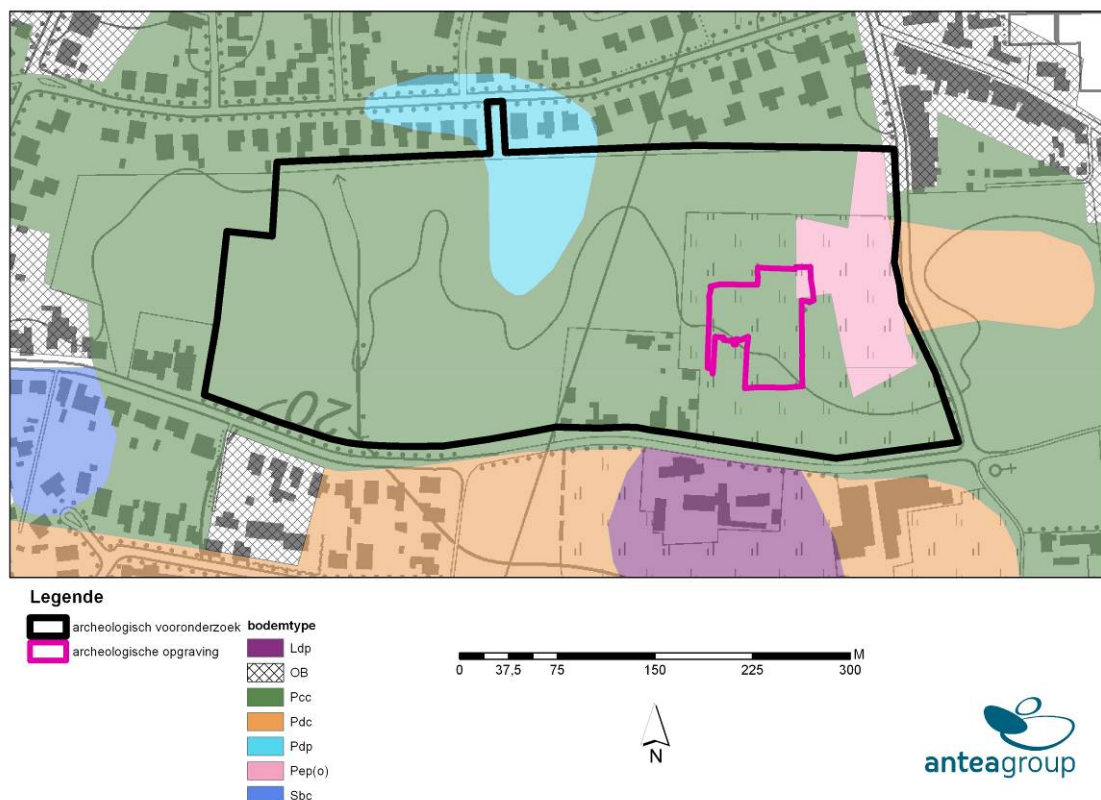 20
Legende
archeologisch vooronderzoek
archeologische opgraving
bodemtype
Ldp
OB
Pcc
Pdc
Pdp
Pep(o)
Sbc
0 37,5 75 150 225 300 M
N
anteagroup